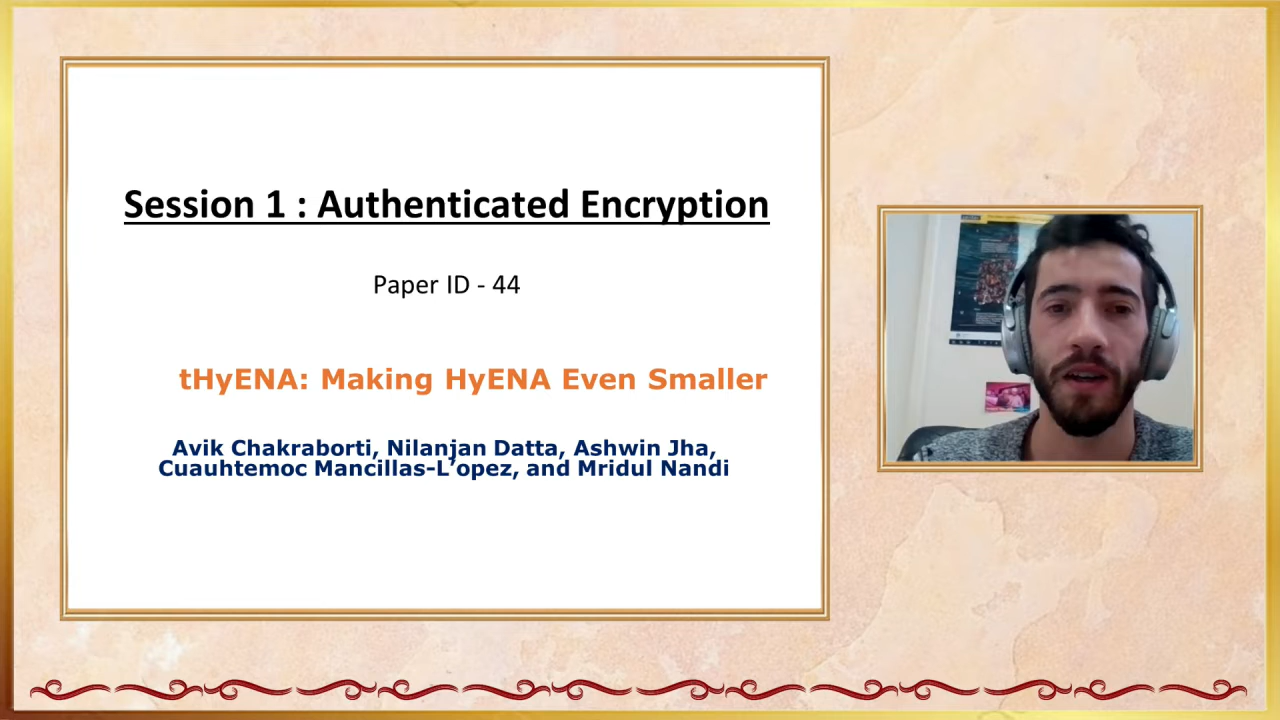 Session 1 : Authenticated Encryption
Paper ID - 44
tHyENA: Making HyENA Even Smaller
Avik Chakraborti, Nilanjan Datta, Ashwin Jha,
Cuauhtemoc Mancillas-L’opez, and Mridul Nandi